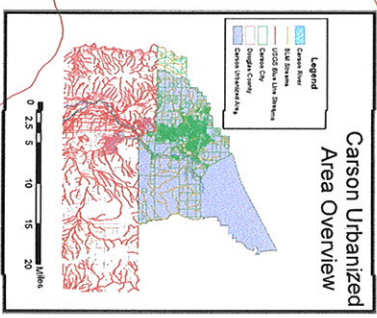 Carson Urbanized
Area Overview
Legend
Carson River
BLM Streams
USGS Blue Line Streams
Carson City
Douglas County
Carson Urbanized Area
0 2.5 5 10 15 20
Miles